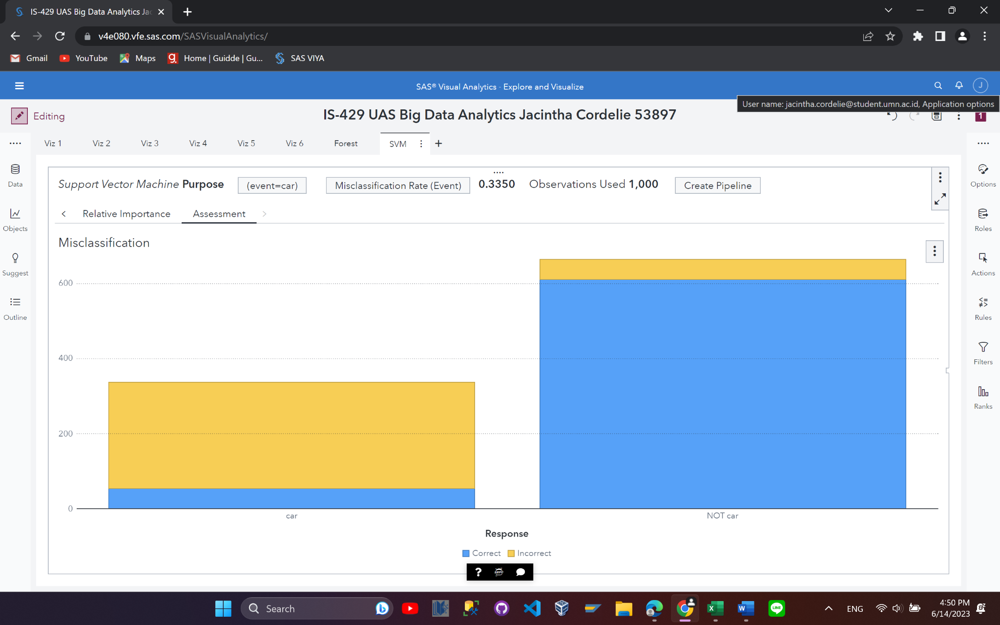 IS-429 UAS Big Data Analytics Jac
v4e080.vfe.sas.com/SASVisualAnalytics/
Gmail YouTube Maps Home | Guidde | Gu... SAS VIYA
SAS® Visual Analytics - Explore and Visualize
J
User name: jacintha.cordelie@student.umn.ac.id, Application options
Editing
IS-429 UAS Big Data Analytics Jacintha Cordelie 53897
1
Viz 1 Viz 2 Viz 3 Viz 4 Viz 5 Viz 6 Forest SVM
Data
Objects
Suggest
Outline
Support Vector Machine Purpose (event=car) Misclassification Rate (Event) 0.3350 Observations Used 1,000 Create Pipeline
Relative Importance Assessment
Misclassification
600
400
200
0
car NOT car
Response
Correct Incorrect
Options
Roles
Actions
Rules
Filters
Ranks
Search
ENG
4:50 PM
6/14/2023